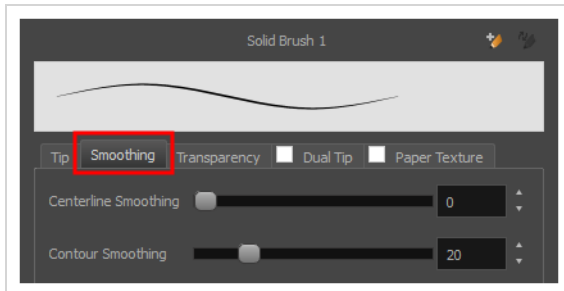 Solid Brush 1
Tip Smoothing Transparency Dual Tip Paper Texture
Centerline Smoothing 0
Contour Smoothing 20